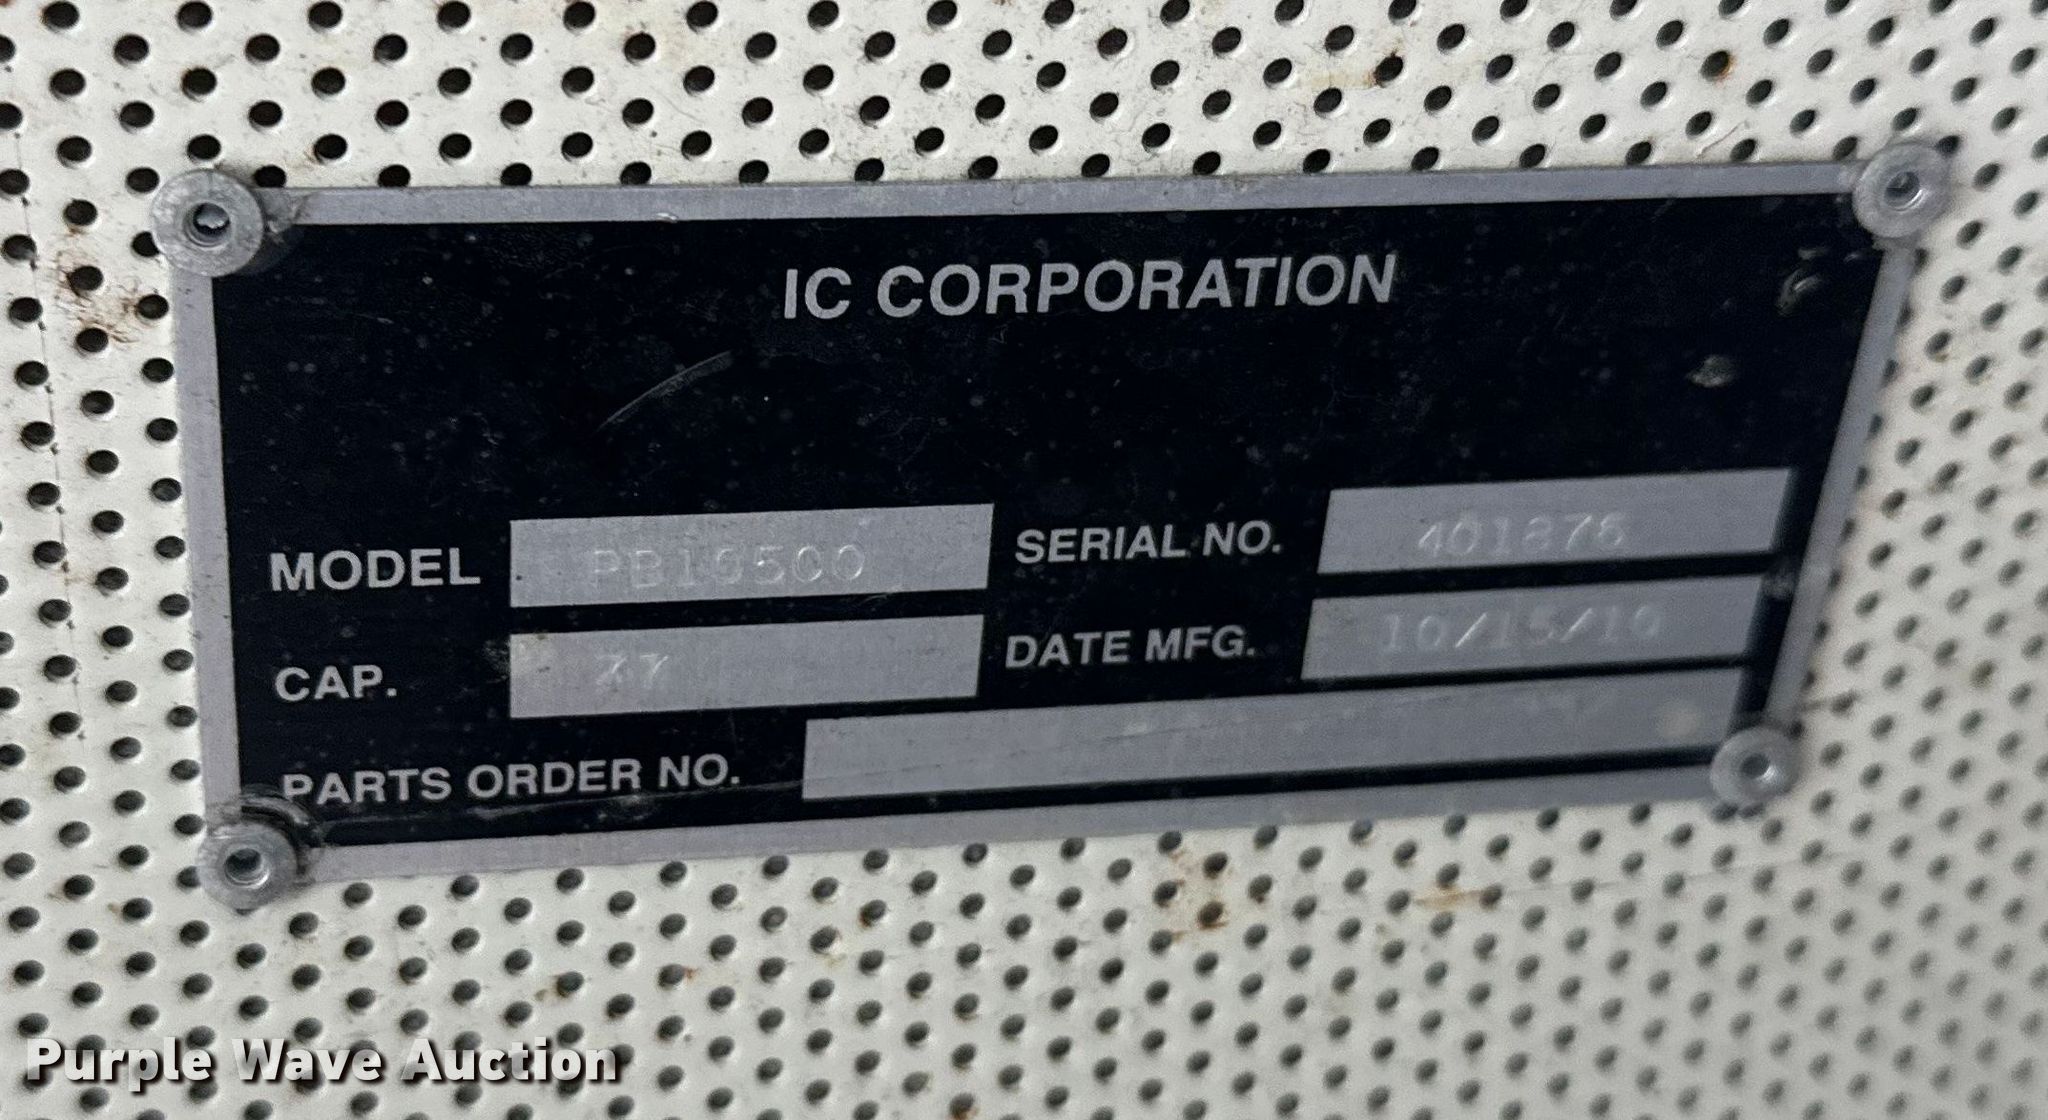 IC CORPORATION
MODEL PB10500 SERIAL NO. 401876
CAP. 77 DATE MFG. 10/15/10
PARTS ORDER NO.
Purple Wave Auction